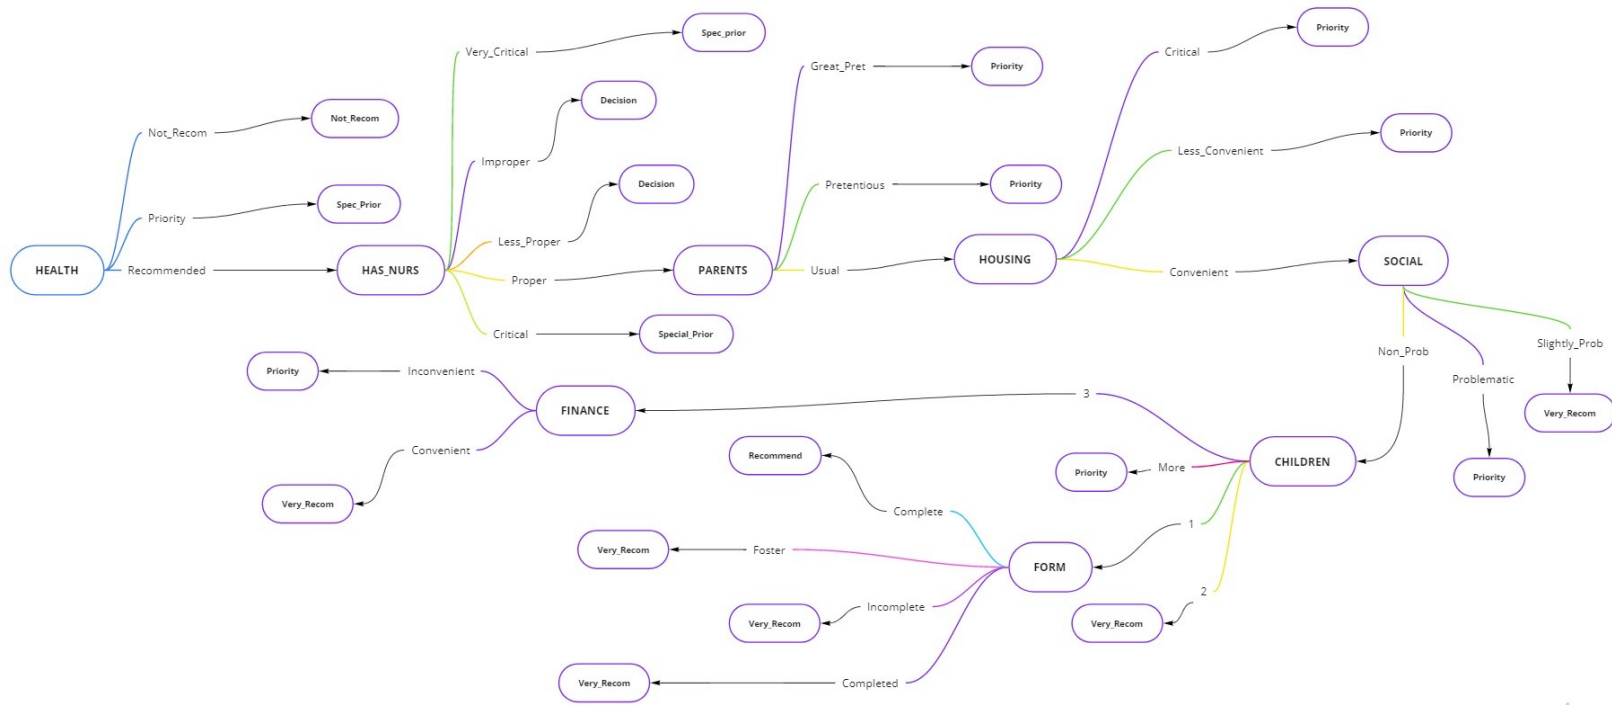 HEALTH
Not_Recom
Not_Recom
Priority
Spec_Prior
Recommended
HAS_NURS
Very_Critical
Spec_prior
Improper
Decision
Less_Proper
Decision
Proper
PARENTS
Critical
Special_Prior
Great_Pret
Priority
Pretentious
Priority
Usual
HOUSING
Critical
Priority
Less_Convenient
Priority
Convenient
SOCIAL
Slightly_Prob
Very_Recom
Problematic
Priority
Non_Prob
CHILDREN
3
FINANCE
Inconvenient
Priority
Convenient
Very_Recom
More
Priority
1
FORM
2
Very_Recom
Complete
Recommend
Foster
Very_Recom
Incomplete
Very_Recom
Completed
Very_Recom